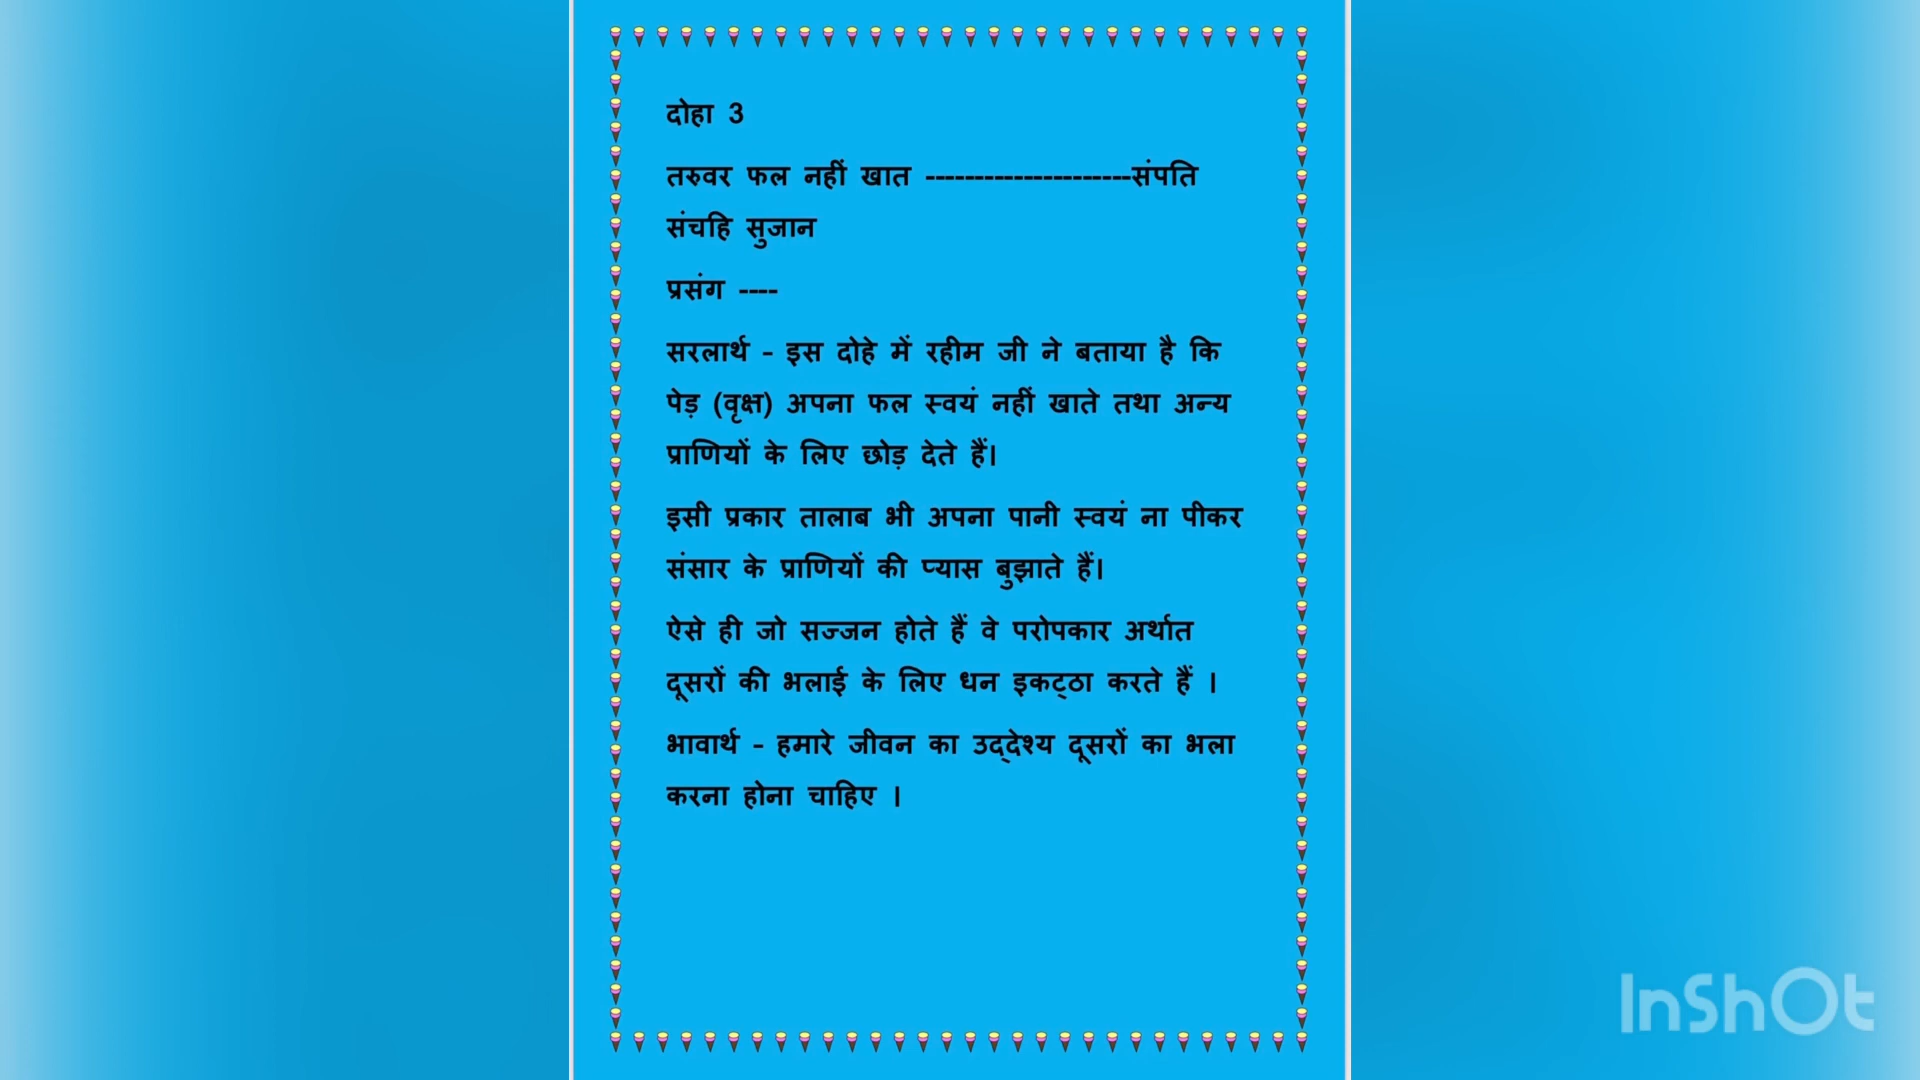 दोहा 3
तरुवर फल नहीं खात ---------------------संपति
संचहि सुजान
प्रसंग ----
सरलार्थ - इस दोहे में रहीम जी ने बताया है कि
पेड़ (वृक्ष) अपना फल स्वयं नहीं खाते तथा अन्य
प्राणियों के लिए छोड़ देते हैं।
इसी प्रकार तालाब भी अपना पानी स्वयं ना पीकर
संसार के प्राणियों की प्यास बुझाते हैं।
ऐसे ही जो सज्जन होते हैं वे परोपकार अर्थात
दूसरों की भलाई के लिए धन इकट्ठा करते हैं ।
भावार्थ - हमारे जीवन का उद्देश्य दूसरों का भला
करना होना चाहिए ।
InShOt